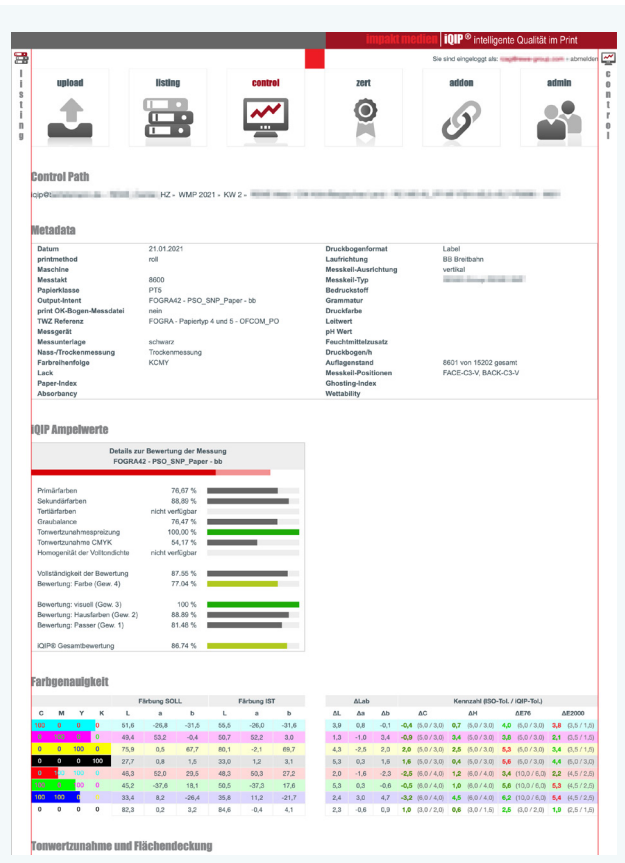 impakt medien iQIP ® intelligente Qualität im Print
Sie sind eingeloggt als: - abmelden
listing
upload
listing
control
zert
addon
admin
control
Control Path
HZ - WMP 2021 - KW 2 -
Metadata
Datum 21.01.2021 Druckbogenformat Label
printmethod roll Laufrichtung BB Breitbahn
Maschine Messkeil-Ausrichtung vertikal
Messtakt 8600 Messkeil-Typ
Papierklasse PT5 Bedruckstoff
Output-Intent FOGRA42 - PSO_SNP_Paper - bb Grammatur
print OK-Bogen-Messdatei nein Druckfarbe
TWZ Referenz FOGRA - Papiertyp 4 und 5 - OFCOM_PO Leitwert
Messgerät pH Wert
Messunterlage schwarz Feuchtmittelzusatz
Nass-/Trockenmessung Trockenmessung Druckbogen/h
Farbreihenfolge KCMY Auflagenstand 8601 von 15202 gesamt
Lack Messkeil-Positionen FACE-C3-V, BACK-C3-V
Paper-Index Ghosting-Index
Absorbancy Wettability
iQIP Ampelwerte
Details zur Bewertung der Messung
FOGRA42 - PSO_SNP_Paper - bb
Primärfarben 76,67 %
Sekundärfarben 88,89 %
Tertiärfarben nicht verfügbar
Graubalance 76,47 %
Tonwertzunahmespreizung 100,00 %
Tonwertzunahme CMYK 54,17 %
Homogenität der Volltondichte nicht verfügbar
Vollständigkeit der Bewertung 87.55 %
Bewertung: Farbe (Gew. 4) 77.04 %
Bewertung: visuell (Gew. 3) 100 %
Bewertung: Hausfarben (Gew. 2) 88.89 %
Bewertung: Passer (Gew. 1) 81.48 %
iQIP® Gesamtbewertung 86.74 %
Farbgenauigkeit
Färbung SOLL Färbung IST ΔLab Kennzahl (ISO-Tol. / iQIP-Tol.)
C M Y K L a b L a b ΔL Δa Δb ΔC ΔH ΔE76 ΔE2000
100 0 0 0 51,6 -26,8 -31,5 55,5 -26,0 -31,6 3,9 0,8 -0,1 -0,4 (5,0 / 3,0) 0,7 (5,0 / 3,0) 4,0 (5,0 / 3,0) 3,8 (3,5 / 1,5)
0 100 0 0 49,4 53,2 -0,4 50,7 52,2 3,0 1,3 -1,0 3,4 -0,9 (5,0 / 3,0) 3,4 (5,0 / 3,0) 3,8 (5,0 / 3,0) 2,1 (3,5 / 1,5)
0 0 100 0 75,9 0,5 67,7 80,1 -2,1 69,7 4,3 -2,5 2,3 2,0 (5,0 / 3,0) 2,5 (5,0 / 3,0) 5,3 (5,0 / 3,0) 3,4 (3,5 / 1,5)
0 0 0 100 27,7 0,8 1,5 33,0 1,2 3,1 5,3 0,3 1,6 1,6 (5,0 / 3,0) 0,4 (5,0 / 3,0) 5,6 (5,0 / 3,0) 4,4 (5,0 / 3,0)
0 100 100 0 46,3 52,0 29,5 48,3 50,3 27,2 2,0 -1,6 -2,3 -2,5 (6,0 / 4,0) 1,2 (6,0 / 4,0) 3,4 (10,0 / 6,0) 2,2 (4,5 / 2,5)
100 0 100 0 45,2 -37,6 18,1 50,5 -37,3 17,6 5,3 0,3 -0,6 -0,5 (6,0 / 4,0) 1,0 (6,0 / 4,0) 5,6 (10,0 / 6,0) 5,3 (4,5 / 2,5)
100 100 0 0 33,4 8,2 -26,4 35,8 11,2 -21,7 2,4 3,0 4,7 -3,2 (6,0 / 4,0) 4,5 (6,0 / 4,0) 6,2 (10,0 / 6,0) 5,4 (4,5 / 2,5)
0 0 0 0 82,3 0,2 3,2 84,6 -0,4 4,1 2,3 -0,6 0,9 1,0 (3,0 / 2,0) 0,6 (3,0 / 1,5) 2,5 (3,0 / 2,0) 1,9 (2,5 / 1,5)
Tonwertzunahme und Flächendeckung